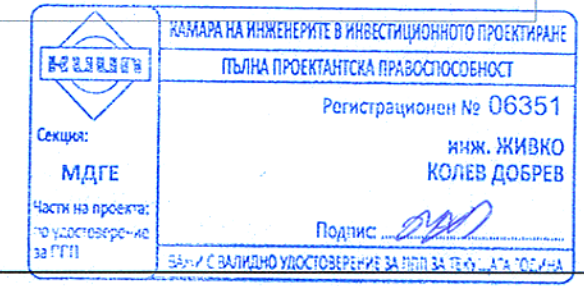 КАМАРА НА ИНЖЕНЕРИТЕ В ИНВЕСТИЦИОННОТО ПРОЕКТИРАНЕ
КИИП
ПЪЛНА ПРОЕКТАНТСКА ПРАВОСПОСОБНОСТ
Регистрационен № 06351
Секция:
МДГЕ
инж. ЖИВКО
КОЛЕВ ДОБРЕВ
Части на проекта:
по удостоверение
за ППП
Подпис:
ВАЖИ С ВАЛИДНО УДОСТОВЕРЕНИЕ ЗА ППП ЗА ТЕКУЩАТА ГОДИНА